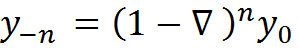 y₋ₙ = (1 − ∇)ⁿy₀